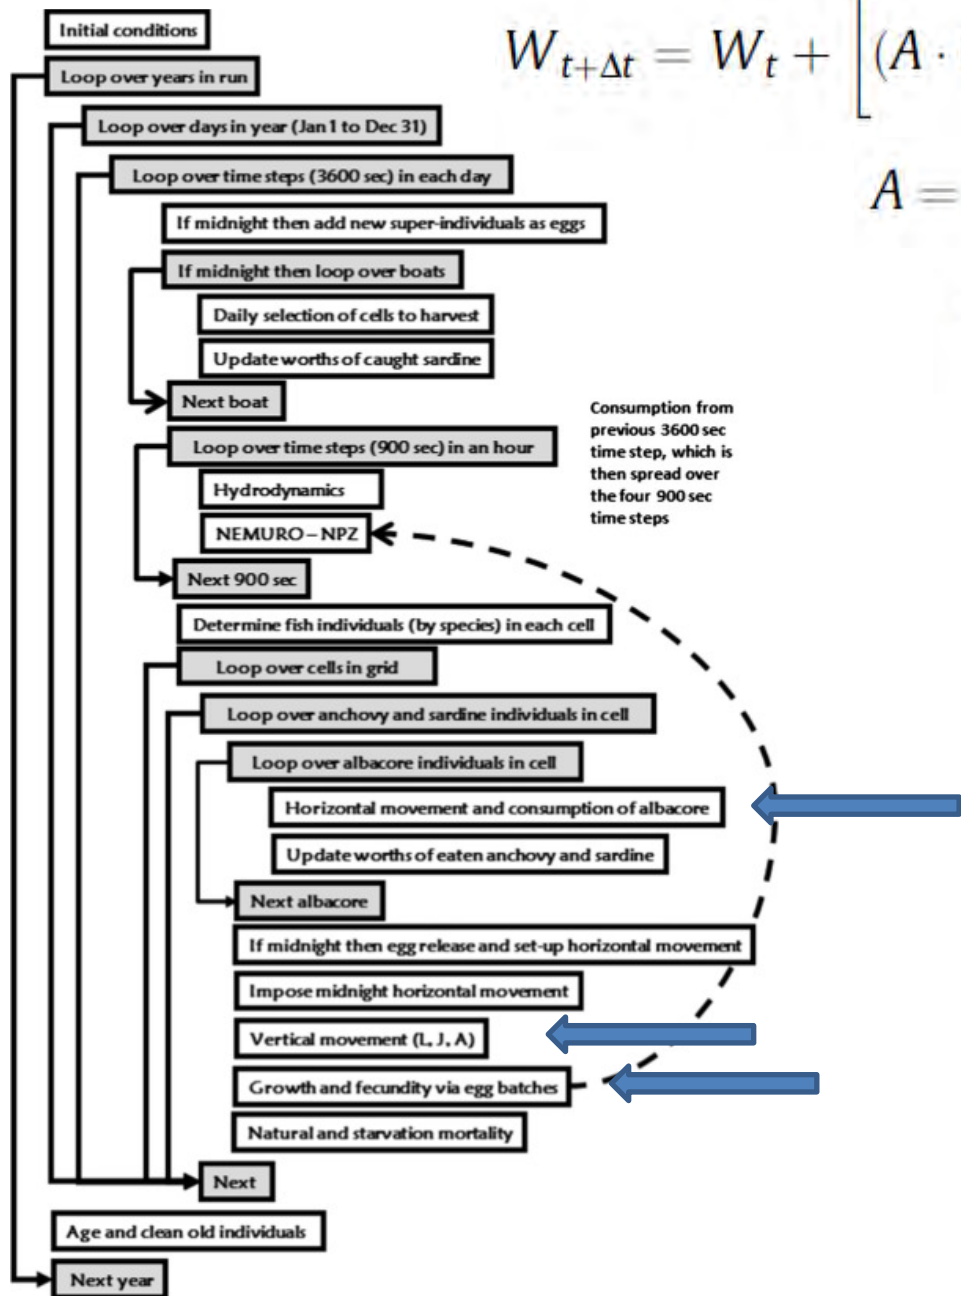 Initial conditions
W_{t+Δt} = W_t + [(A ·
Loop over years in run
A =
Loop over days in year (Jan 1 to Dec 31)
Loop over time steps (3600 sec) in each day
If midnight then add new super-individuals as eggs
If midnight then loop over boats
Daily selection of cells to harvest
Update worths of caught sardine
Next boat
Consumption from
previous 3600 sec
time step, which is
then spread over
the four 900 sec
time steps
Loop over time steps (900 sec) in an hour
Hydrodynamics
NEMURO – NPZ
Next 900 sec
Determine fish individuals (by species) in each cell
Loop over cells in grid
Loop over anchovy and sardine individuals in cell
Loop over albacore individuals in cell
Horizontal movement and consumption of albacore
Update worths of eaten anchovy and sardine
Next albacore
If midnight then egg release and set-up horizontal movement
Impose midnight horizontal movement
Vertical movement (L, J, A)
Growth and fecundity via egg batches
Natural and starvation mortality
Next
Age and clean old individuals
Next year